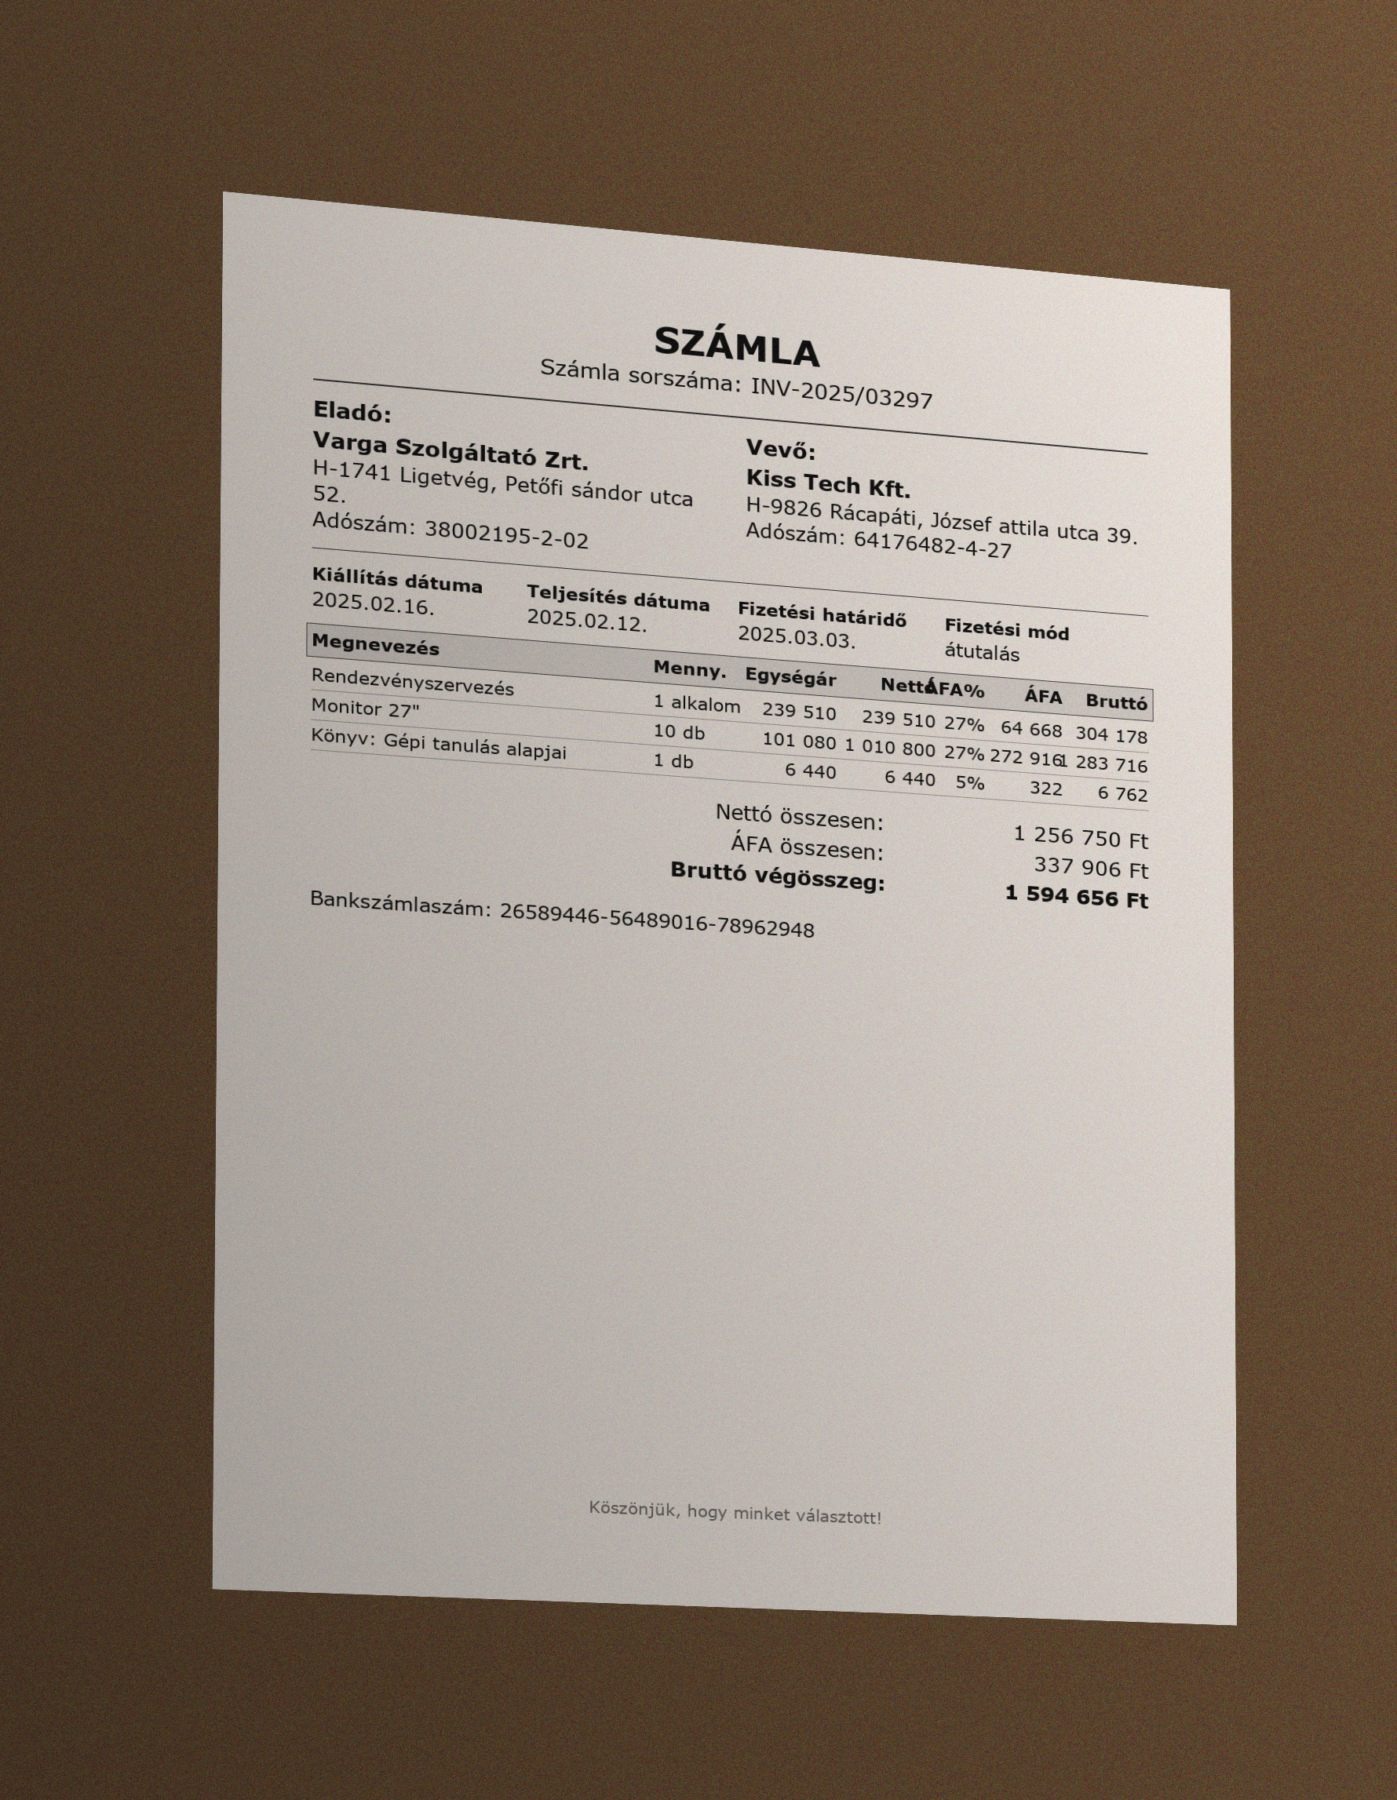 SZÁMLA
Számla sorszáma: INV-2025/03297
Eladó:
Varga Szolgáltató Zrt.
H-1741 Ligetvég, Petőfi sándor utca
52.
Adószám: 38002195-2-02
Vevő:
Kiss Tech Kft.
H-9826 Rácapáti, József attila utca 39.
Adószám: 64176482-4-27
Kiállítás dátuma Teljesítés dátuma Fizetési határidő Fizetési mód
2025.02.16. 2025.02.12. 2025.03.03. átutalás
Megnevezés Menny. Egységár Nettó ÁFA% ÁFA Bruttó
Rendezvényszervezés 1 alkalom 239 510 239 510 27% 64 668 304 178
Monitor 27" 10 db 101 080 1 010 800 27% 272 916 1 283 716
Könyv: Gépi tanulás alapjai 1 db 6 440 6 440 5% 322 6 762
Nettó összesen: 1 256 750 Ft
ÁFA összesen: 337 906 Ft
Bruttó végösszeg: 1 594 656 Ft
Bankszámlaszám: 26589446-56489016-78962948
Köszönjük, hogy minket választott!